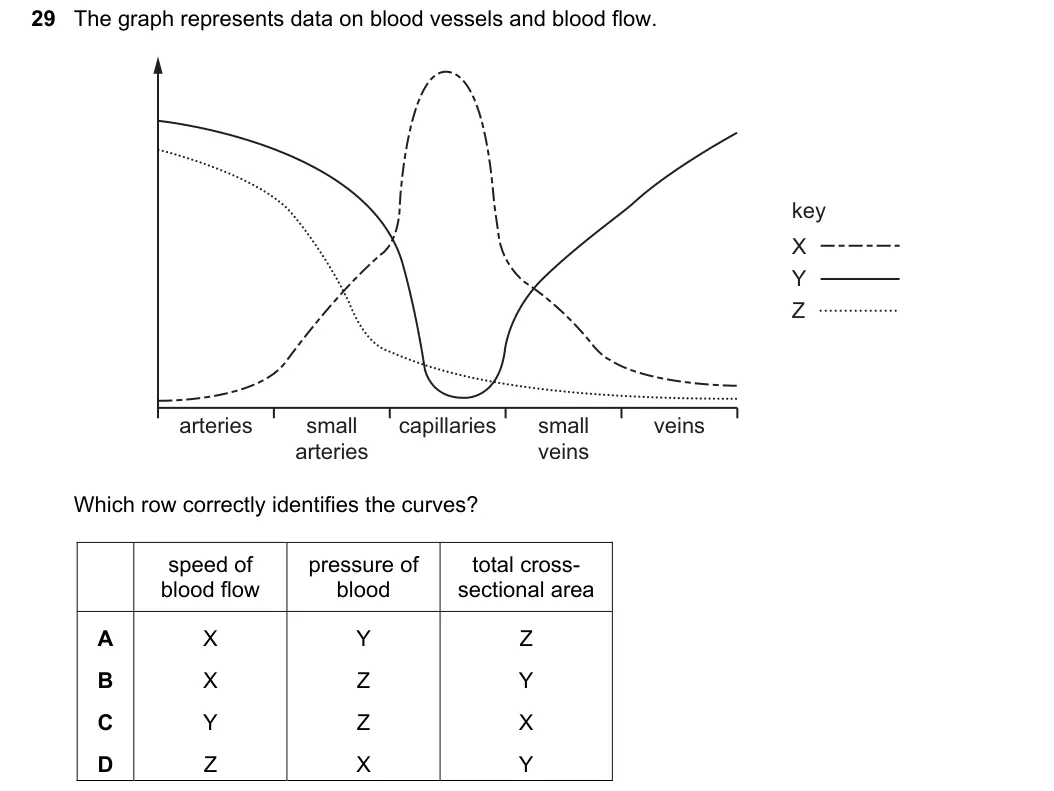 29 The graph represents data on blood vessels and blood flow.
key
X
Y
Z
arteries small arteries capillaries small veins veins
Which row correctly identifies the curves?
speed of blood flow pressure of blood total cross-sectional area
A X Y Z
B X Z Y
C Y Z X
D Z X Y